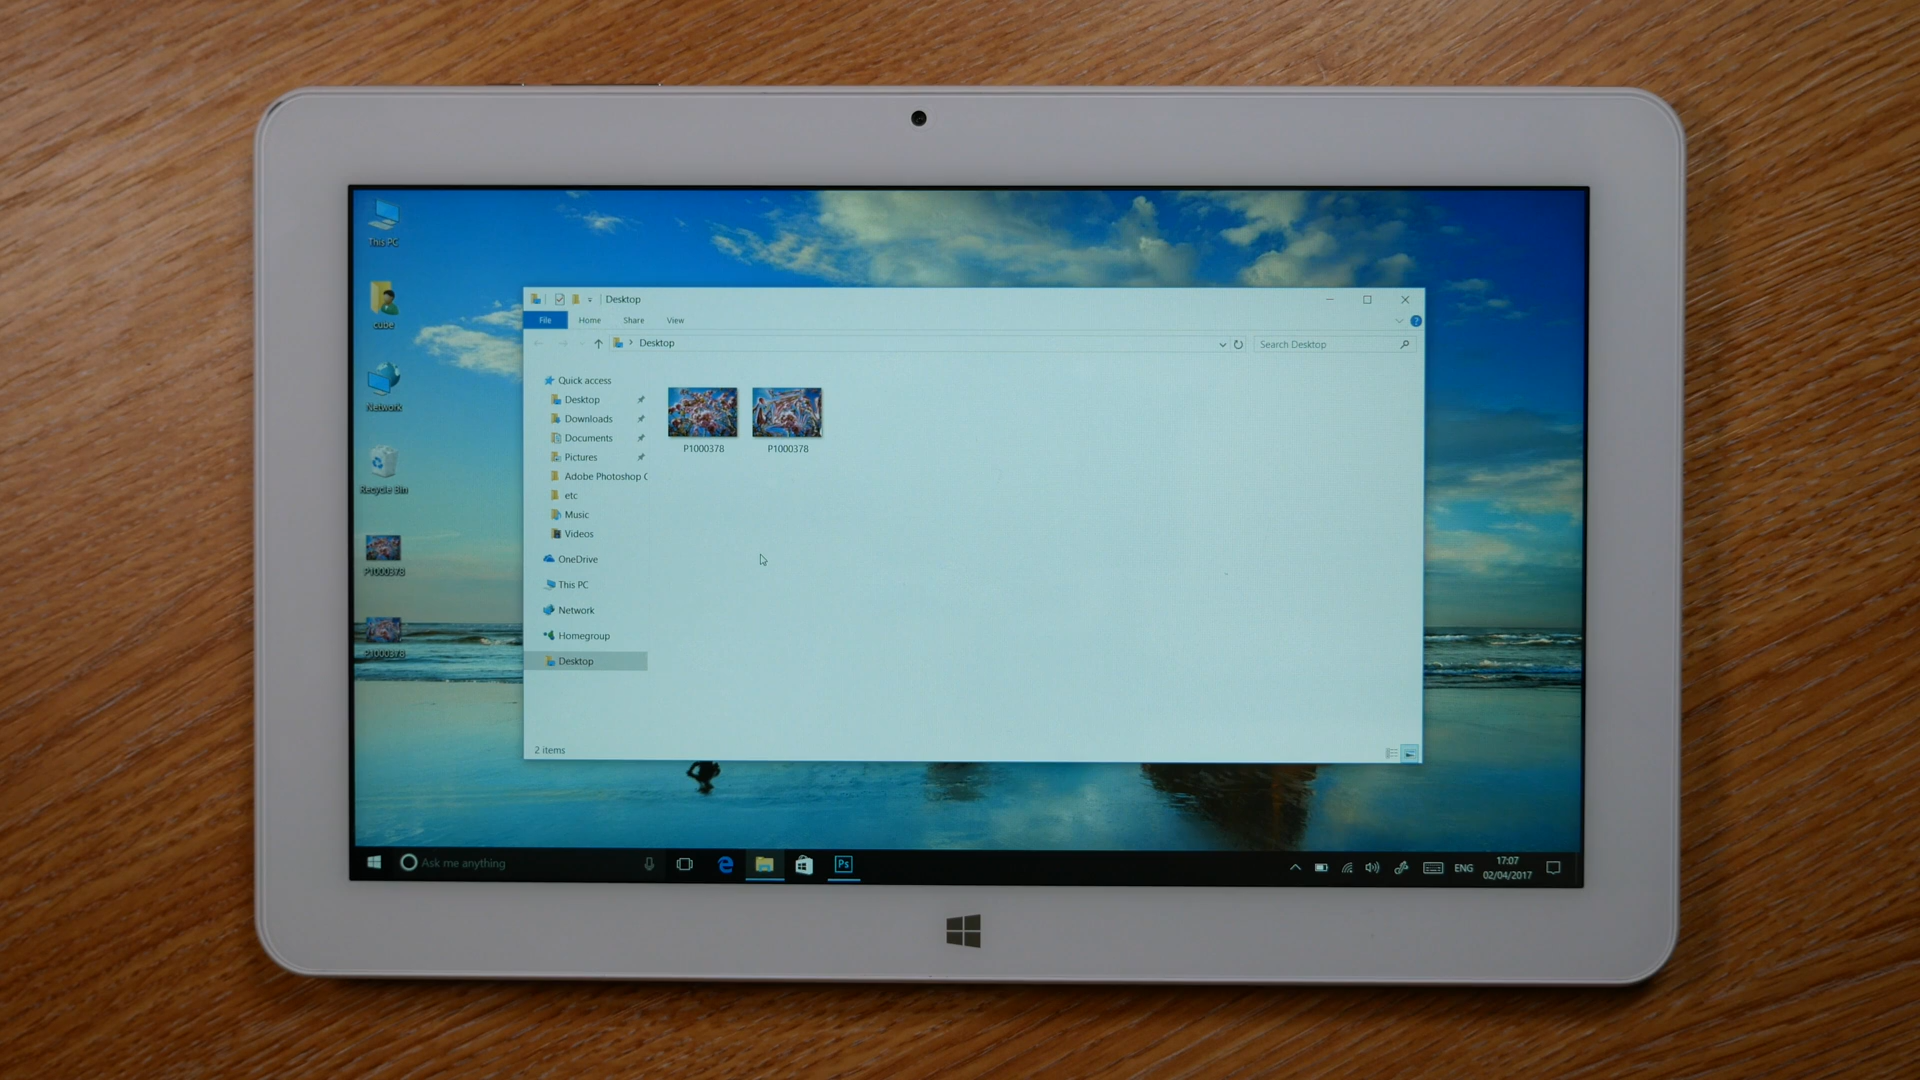 This PC
cube
Network
Recycle Bin
P1000378
P1000378
Desktop
File Home Share View
Desktop
Search Desktop
Quick access
Desktop
Downloads
Documents
Pictures
Adobe Photoshop C
etc
Music
Videos
OneDrive
This PC
Network
Homegroup
Desktop
P1000378 P1000378
2 items
Ask me anything
Ps
ENG
17:07
02/04/2017